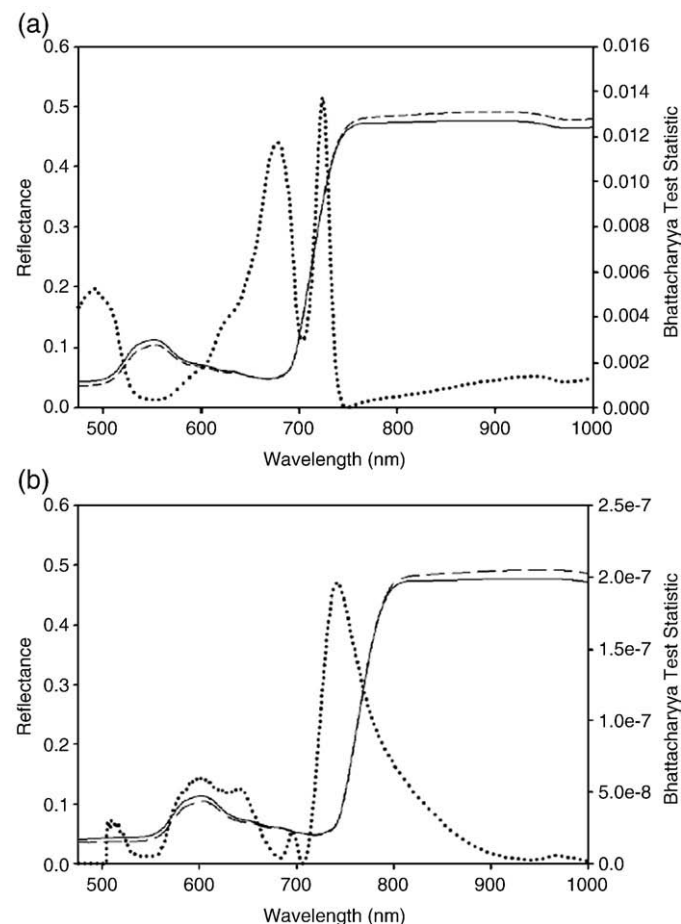 (a)
0.6
0.5
0.4
0.3
0.2
0.1
0.0
Reflectance
0.016
0.014
0.012
0.010
0.008
0.006
0.004
0.002
0.000
Bhattacharyya Test Statistic
500 600 700 800 900 1000
Wavelength (nm)
(b)
0.6
0.5
0.4
0.3
0.2
0.1
0.0
Reflectance
2.5e-7
2.0e-7
1.5e-7
1.0e-7
5.0e-8
0.0
Bhattacharyya Test Statistic
500 600 700 800 900 1000
Wavelength (nm)